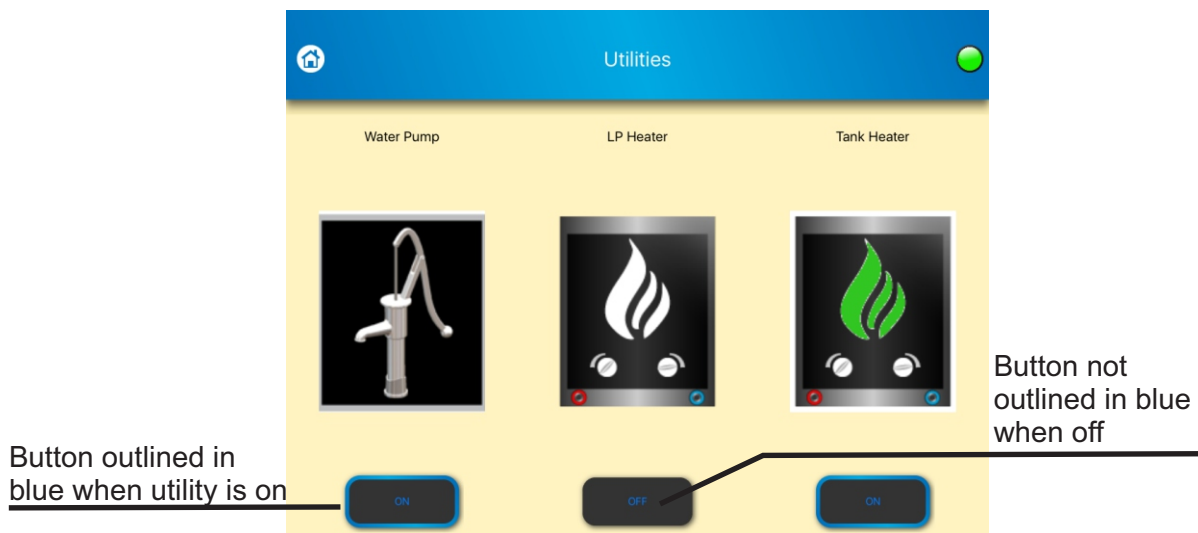 Utilities
Water Pump
LP Heater
Tank Heater
Button not
outlined in blue
when off
Button outlined in
blue when utility is on
ON
OFF
ON